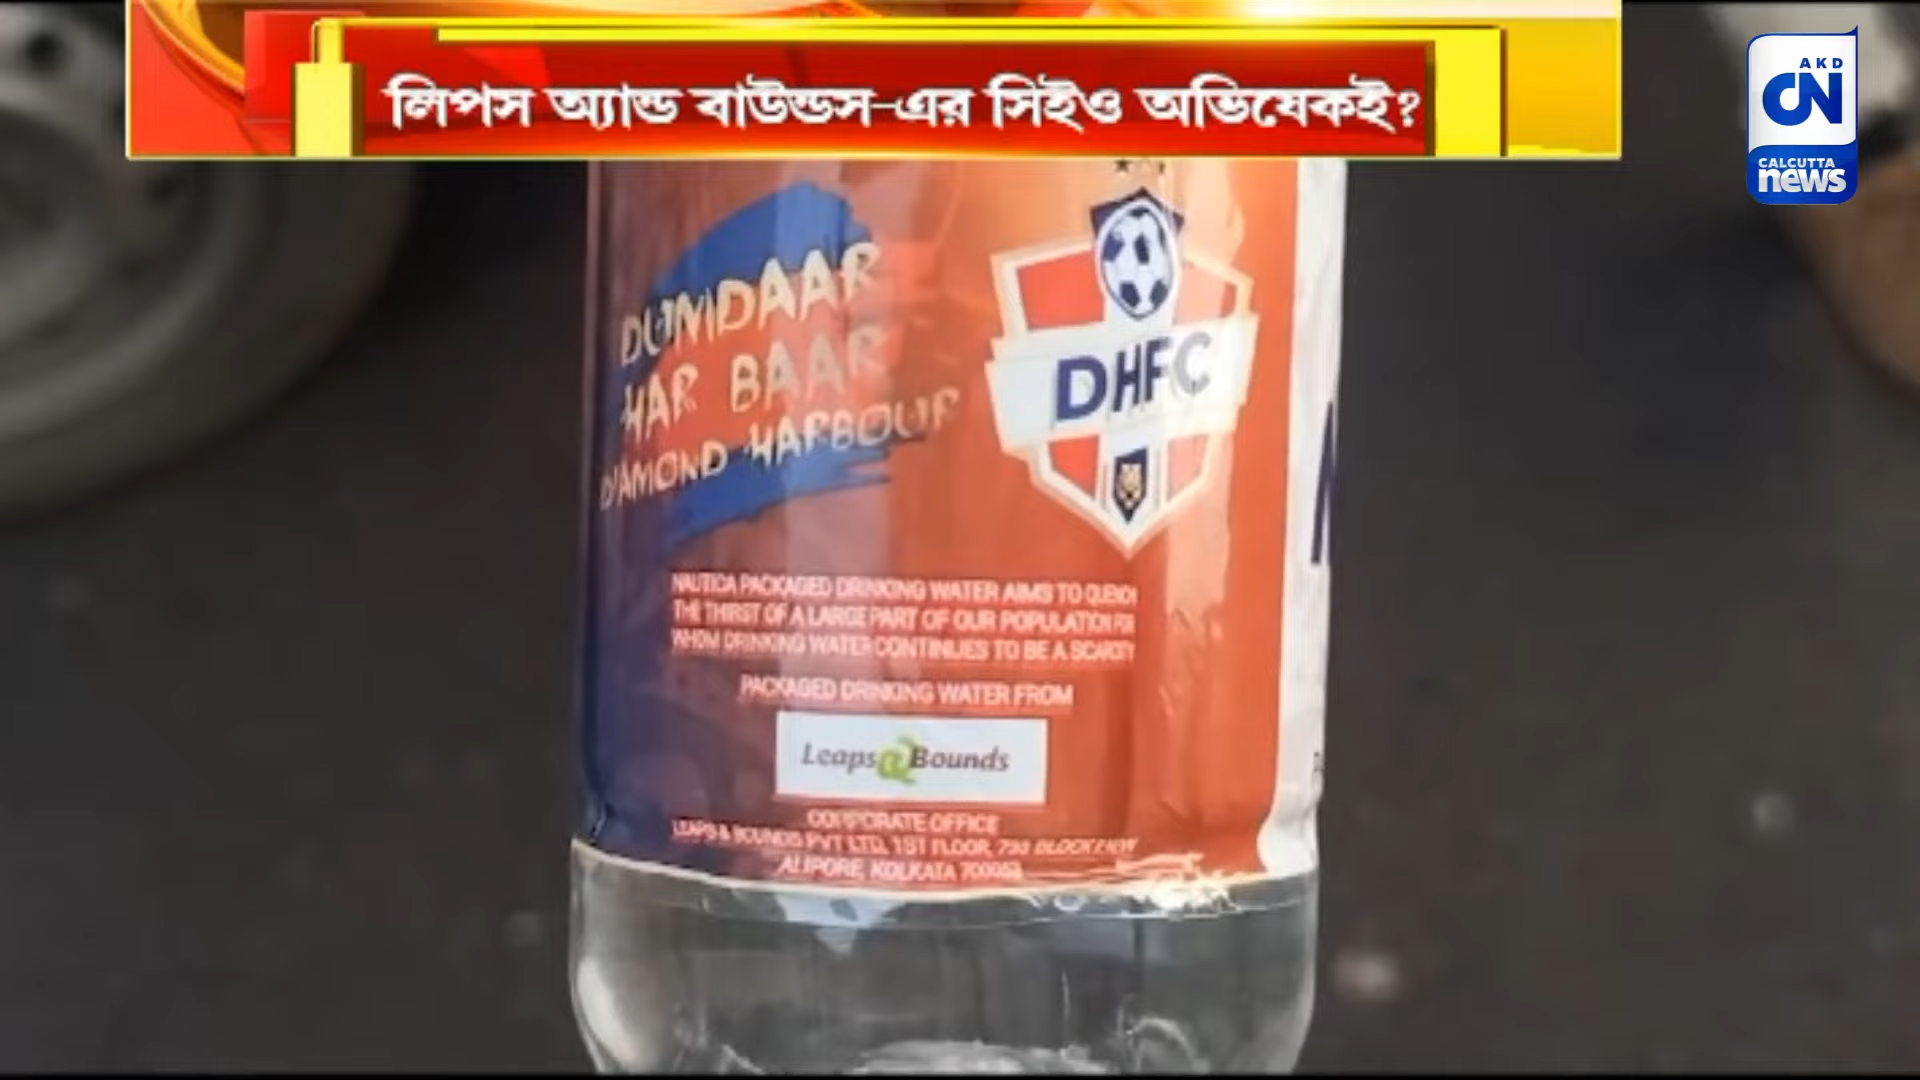 লিপস অ্যান্ড বাউন্ডস-এর সিইও অভিষেকই?
AKD
CN
CALCUTTA
news
DUMDAAR
HAR BAAR
DIAMOND HARBOUR
DHFC
NAUTICA PACKAGED DRINKING WATER AIMS TO QUENCH
THE THIRST OF A LARGE PART OF OUR POPULATION FOR
WHOM DRINKING WATER CONTINUES TO BE A SCARCITY
PACKAGED DRINKING WATER FROM
Leaps & Bounds
CORPORATE OFFICE
LEAPS & BOUNDS PVT LTD, 1ST FLOOR, BLOCK
ALIPORE, KOLKATA